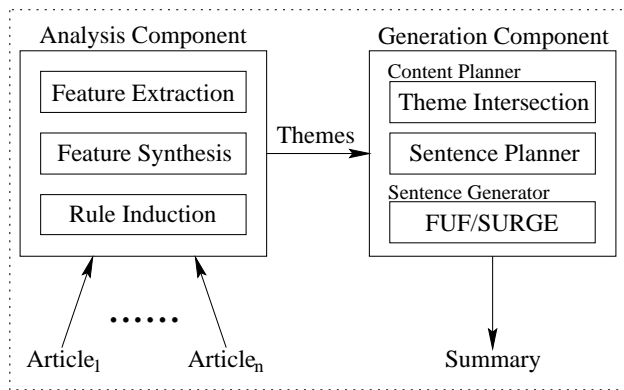 Analysis Component
Feature Extraction
Feature Synthesis
Rule Induction
Themes
Generation Component
Content Planner
Theme Intersection
Sentence Planner
Sentence Generator
FUF/SURGE
......
Article1
Articlen
Summary